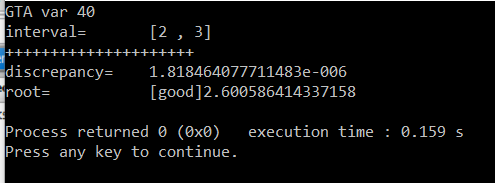 GTA var 40
interval= [2 , 3]
+++++++++++++++++++++
discrepancy= 1.818464077711483e-006
root= [good]2.600586414337158
Process returned 0 (0x0) execution time : 0.159 s
Press any key to continue.